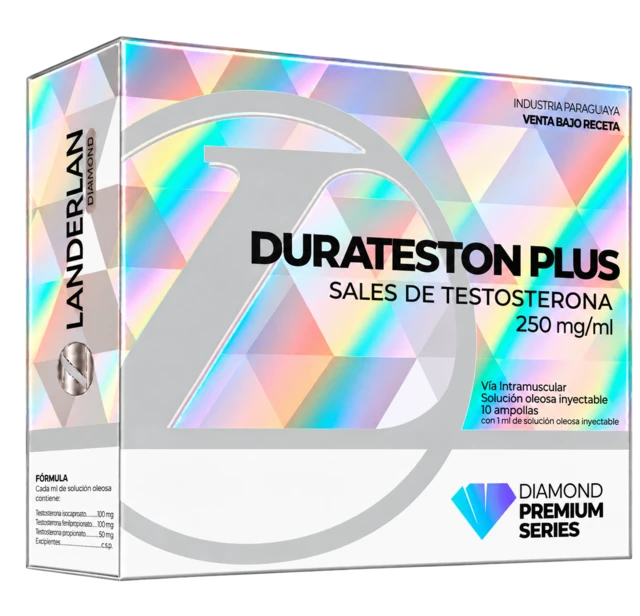 LANDERLAN
DIAMOND
INDUSTRIA PARAGUAYA
VENTA BAJO RECETA
DURATESTON PLUS
SALES DE TESTOSTERONA
250 mg/ml
Vía Intramuscular
Solución oleosa inyectable
10 ampollas
con 1 ml de solución oleosa inyectable
FÓRMULA
Cada ml de solución oleosa
contiene:
Testosterona isocaproato.....100 mg
Testosterona fenilpropionato....100 mg
Testosterona propionato.....50 mg
Excipientes....................c.s.p.
DIAMOND
PREMIUM
SERIES